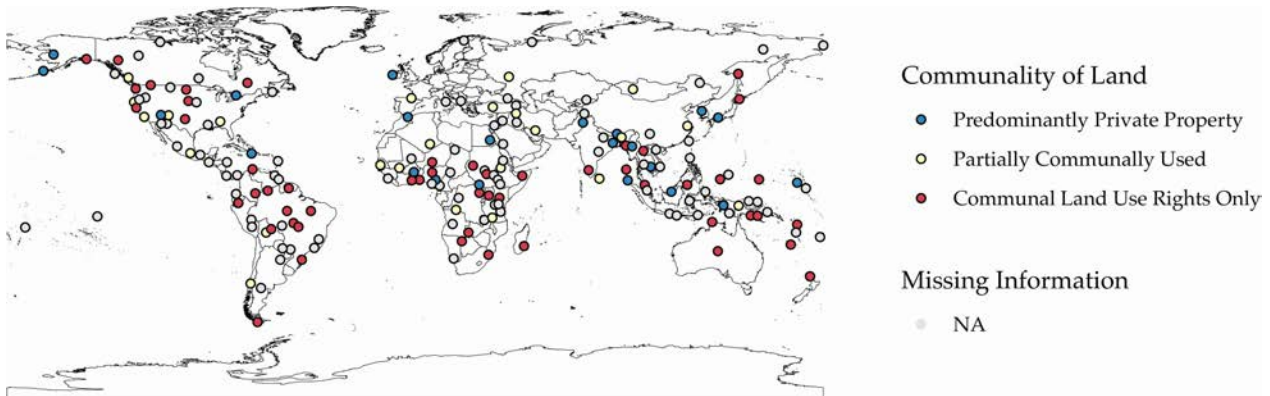 Communality of Land
Predominantly Private Property
Partially Communally Used
Communal Land Use Rights Only
Missing Information
NA